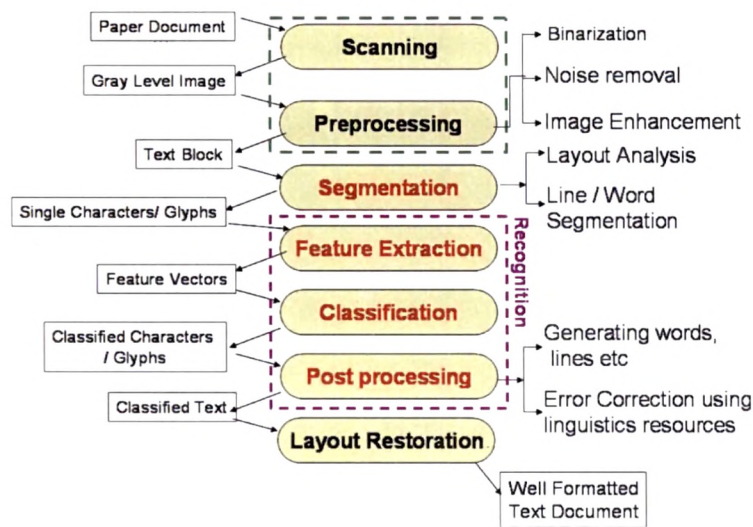 Paper Document
Scanning
Binarization
Gray Level Image
Noise removal
Preprocessing
Image Enhancement
Text Block
Layout Analysis
Segmentation
Single Characters/ Glyphs
Line / Word
Segmentation
Recognition
Feature Extraction
Feature Vectors
Classification
Classified Characters
/ Glyphs
Generating words,
lines etc
Post processing
Classified Text
Error Correction using
linguistics resources
Layout Restoration
Well Formatted
Text Document